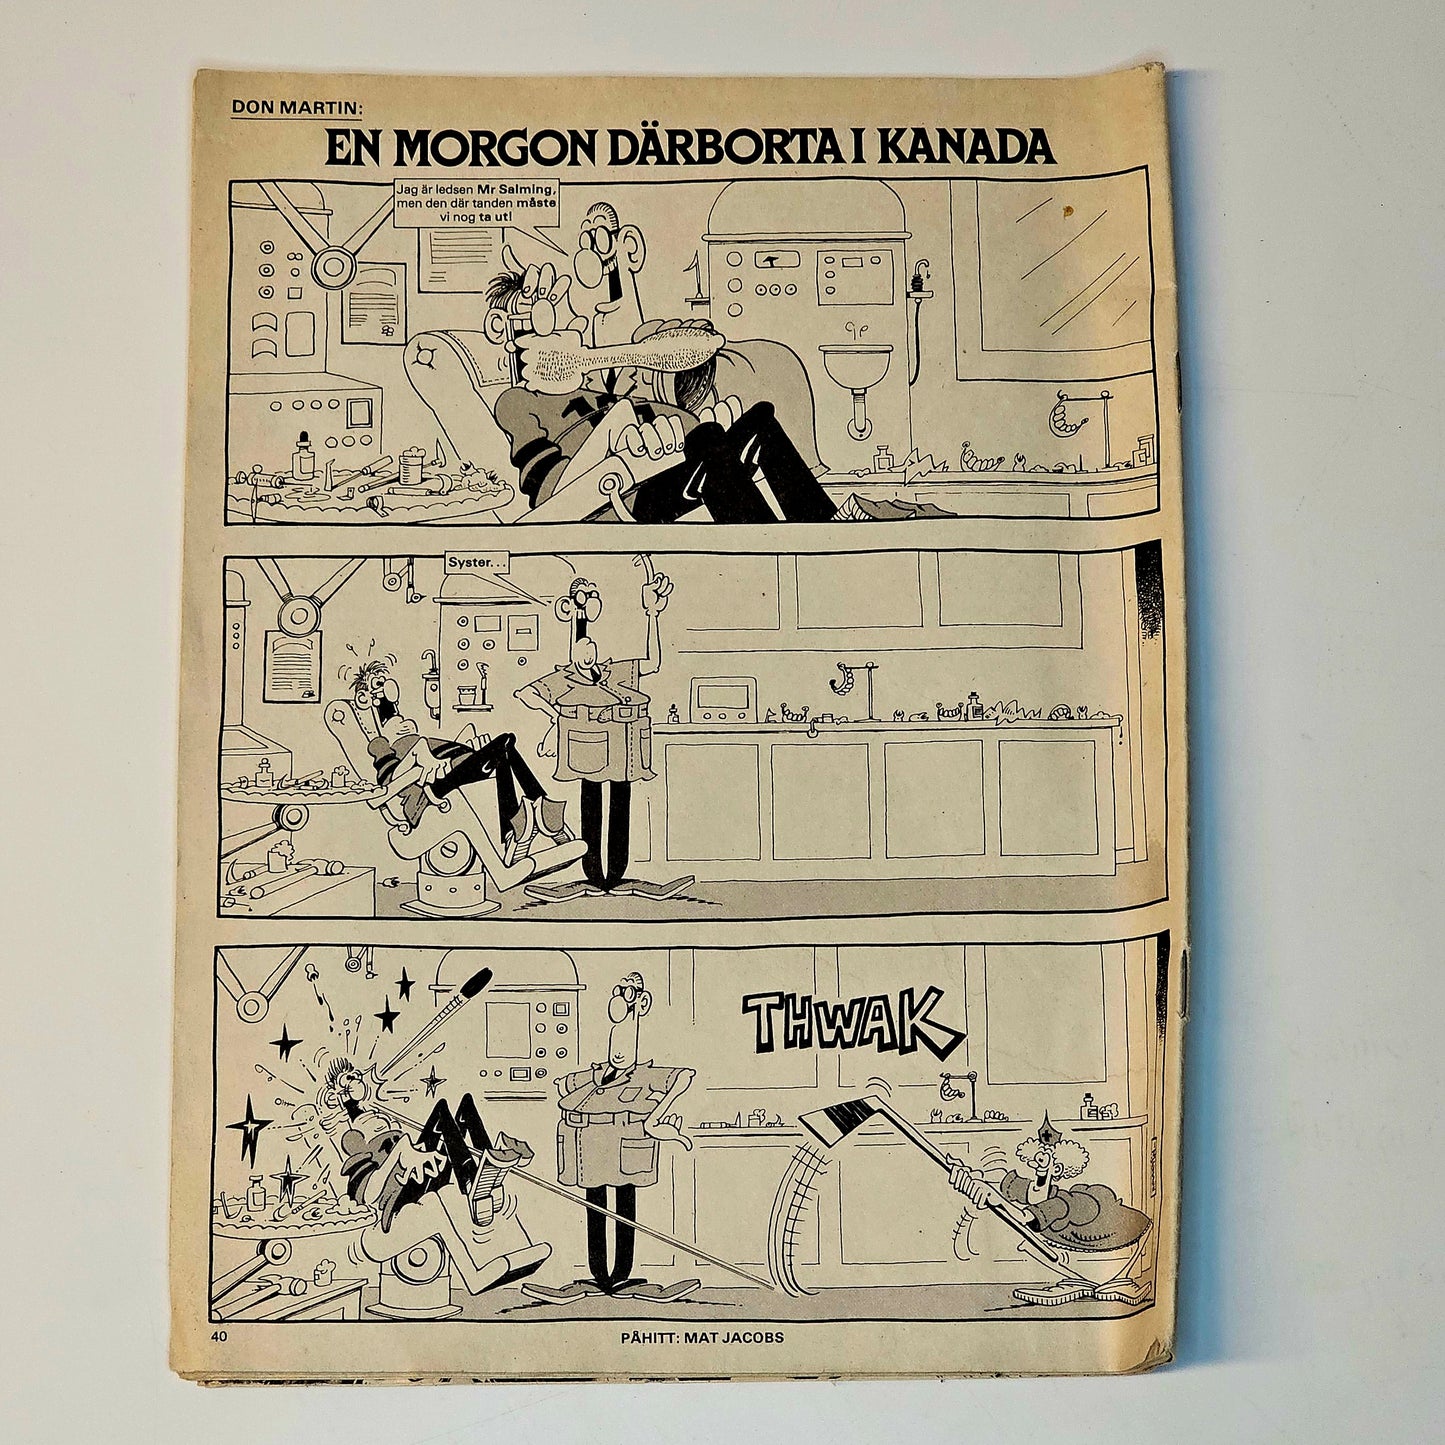 DON MARTIN:
EN MORGON DÄRBORTA I KANADA
Jag är ledsen Mr Salming,
men den där tanden måste
vi nog ta ut!
Syster...
THWAK
40
PÅHITT: MAT JACOBS